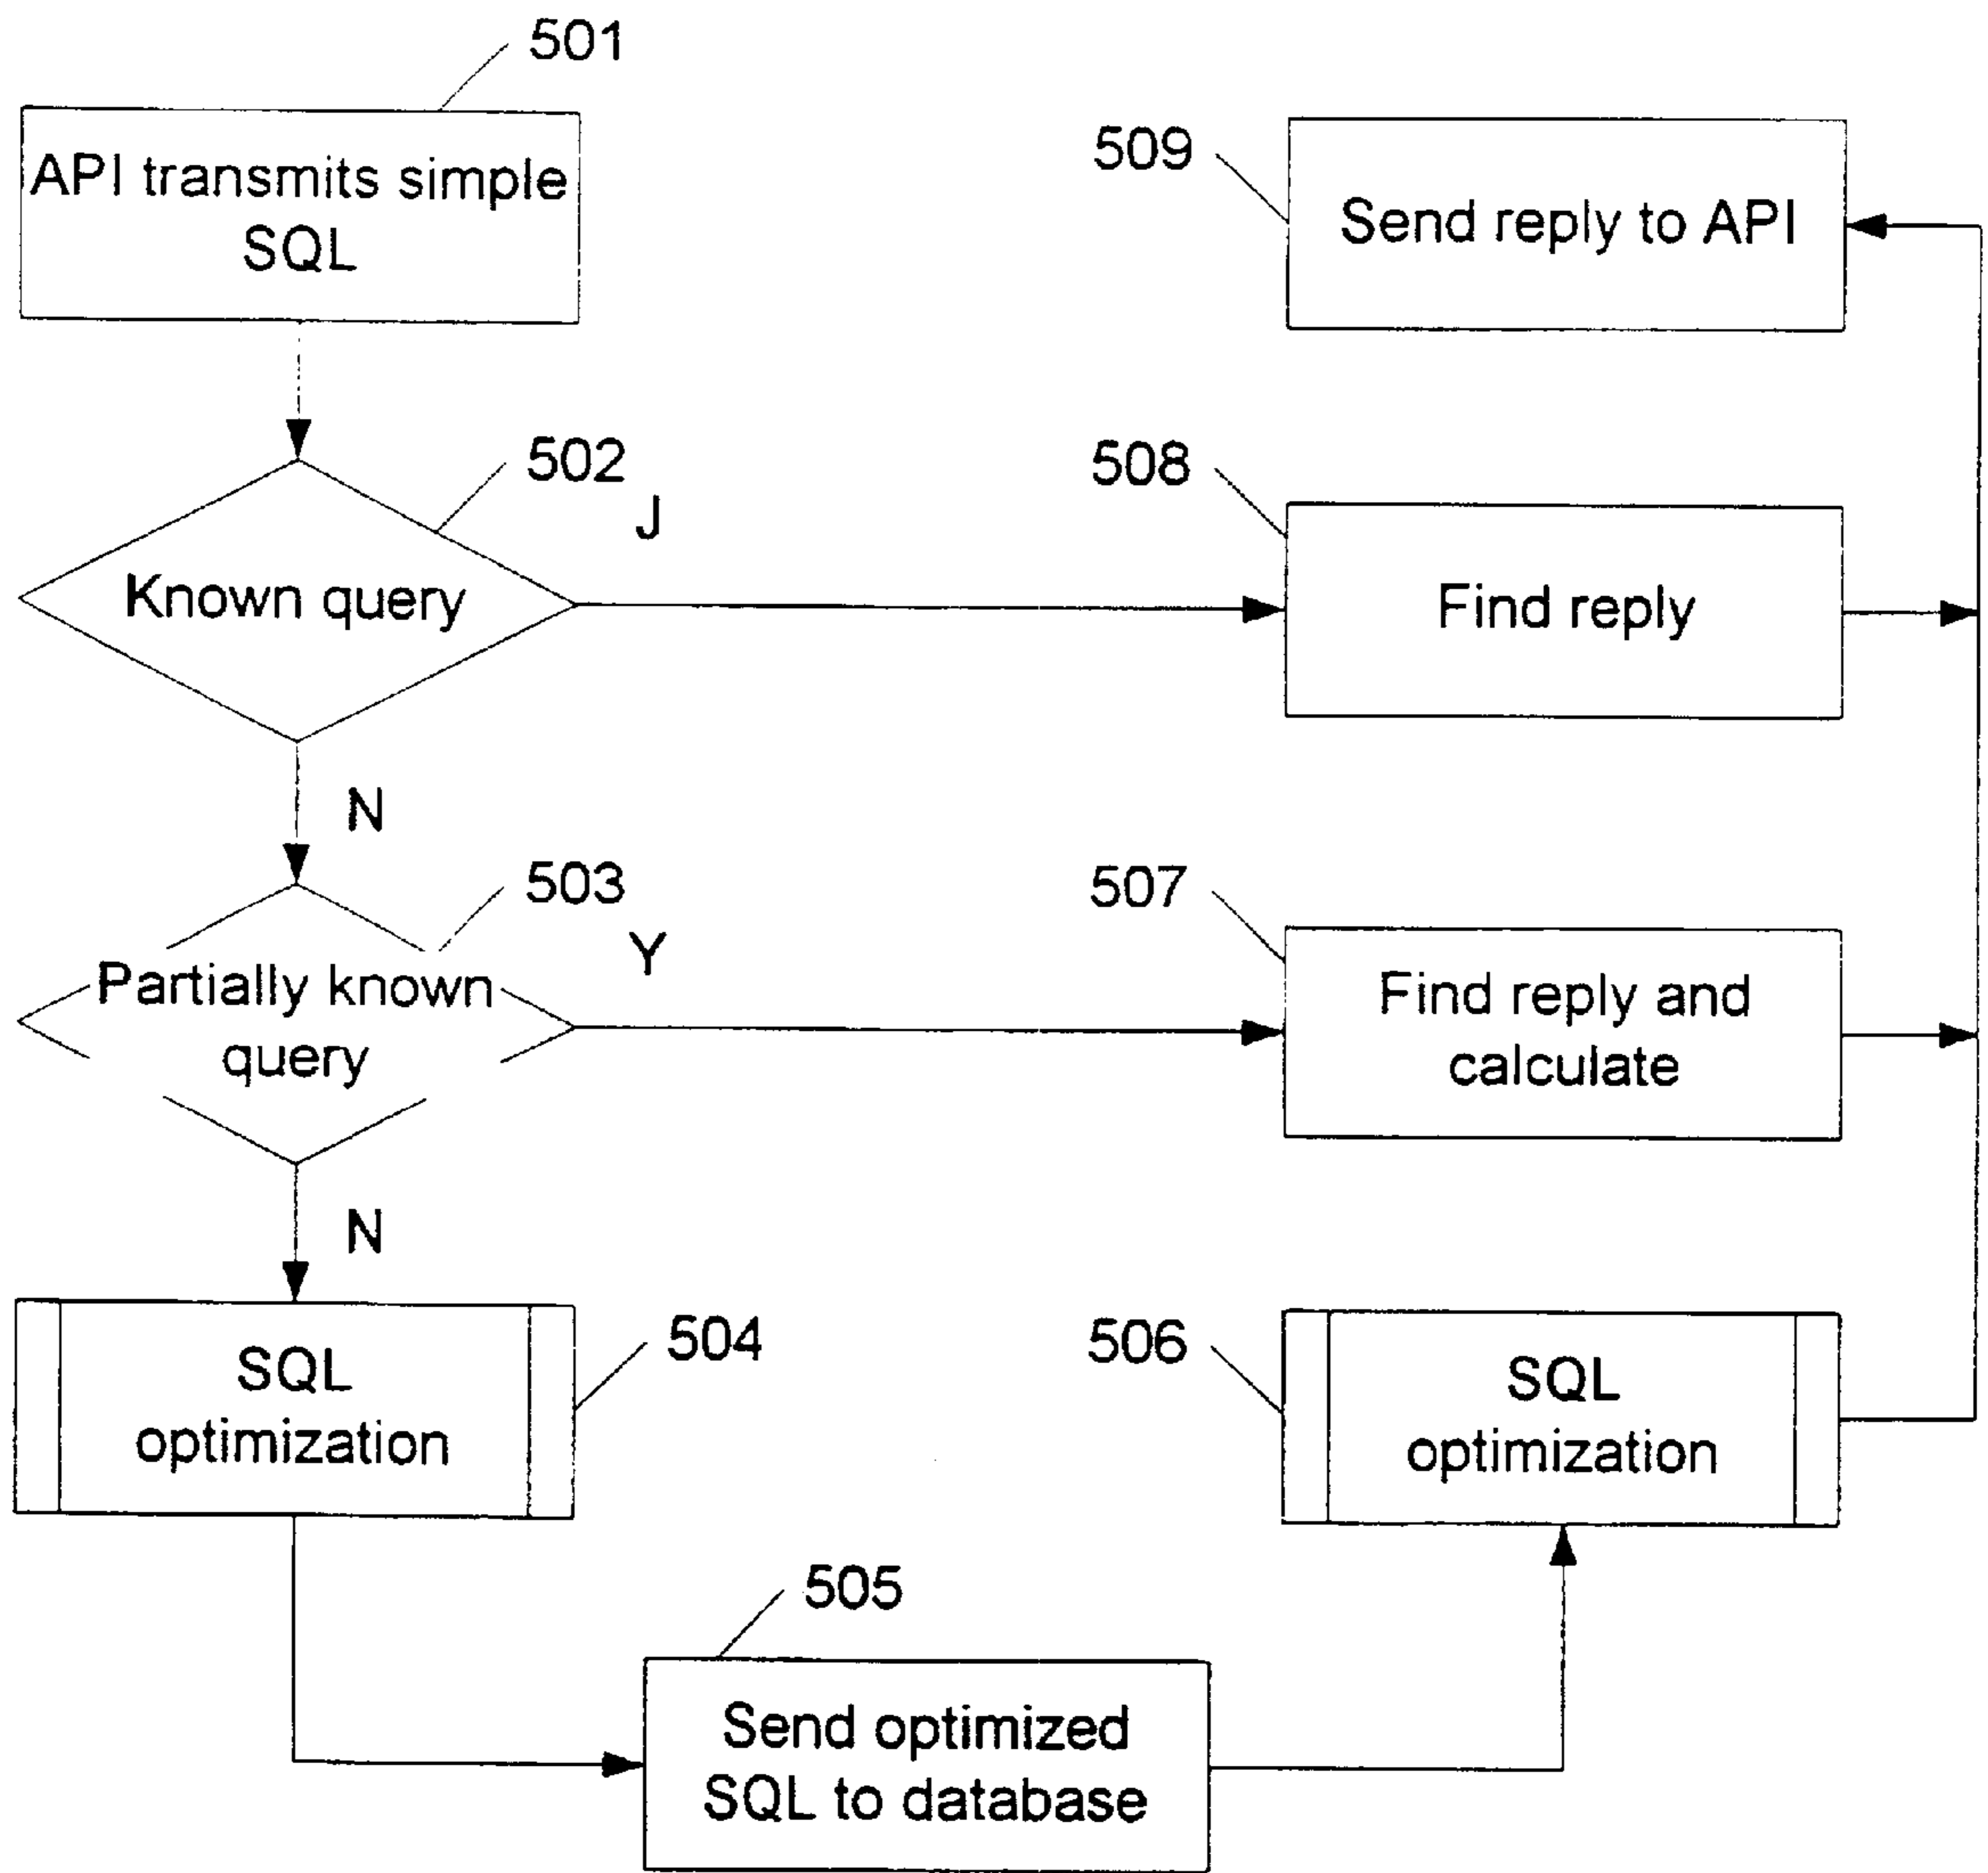 501
API transmits simple
SQL
509
Send reply to API
502
J
Known query
508
Find reply
N
503
Y
Partially known
query
507
Find reply and
calculate
N
504
SQL
optimization
506
SQL
optimization
505
Send optimized
SQL to database